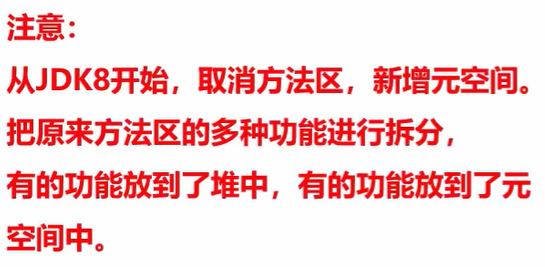 注意：
从JDK8开始，取消方法区，新增元空间。
把原来方法区的多种功能进行拆分，
有的功能放到了堆中，有的功能放到了元
空间中。